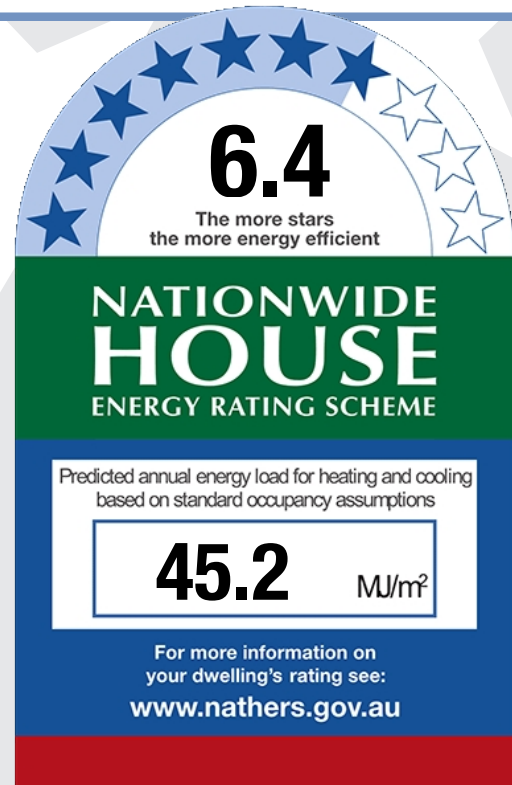 6.4
The more stars
the more energy efficient
NATIONWIDE
HOUSE
ENERGY RATING SCHEME
Predicted annual energy load for heating and cooling
based on standard occupancy assumptions
45.2 MJ/m²
For more information on
your dwelling's rating see:
www.nathers.gov.au